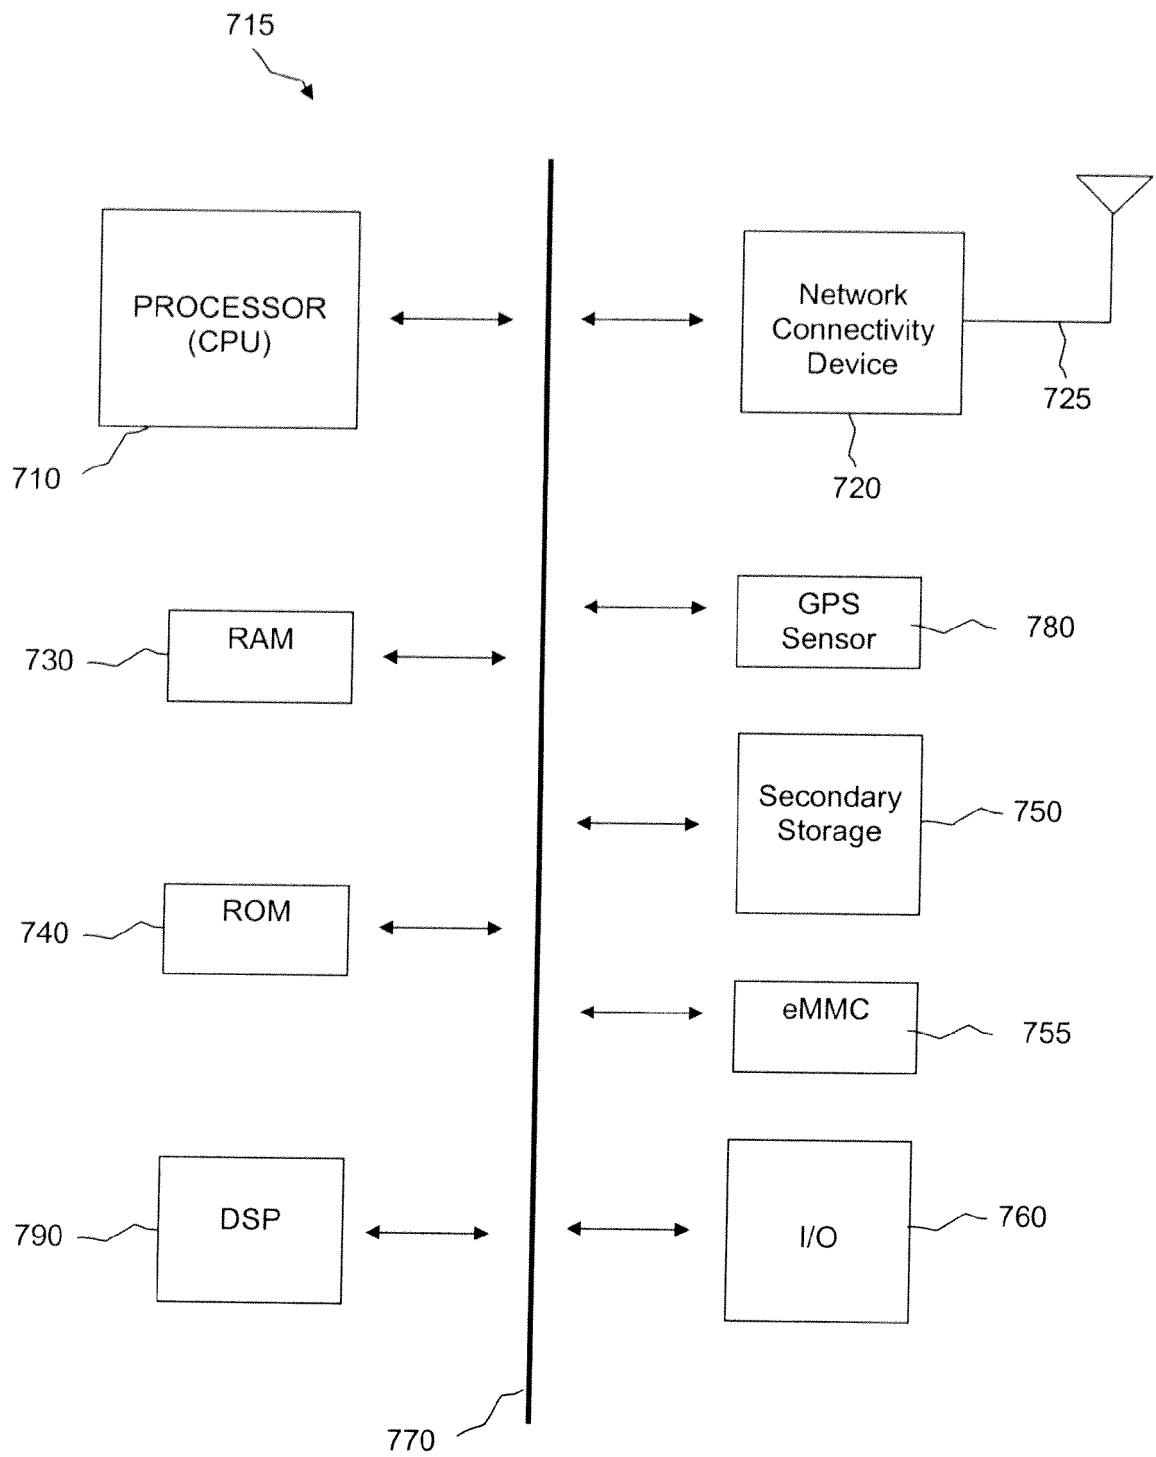 715
PROCESSOR
(CPU)
710
Network
Connectivity
Device
725
720
GPS
Sensor
780
RAM
730
Secondary
Storage
750
ROM
740
eMMC
755
DSP
790
I/O
760
770